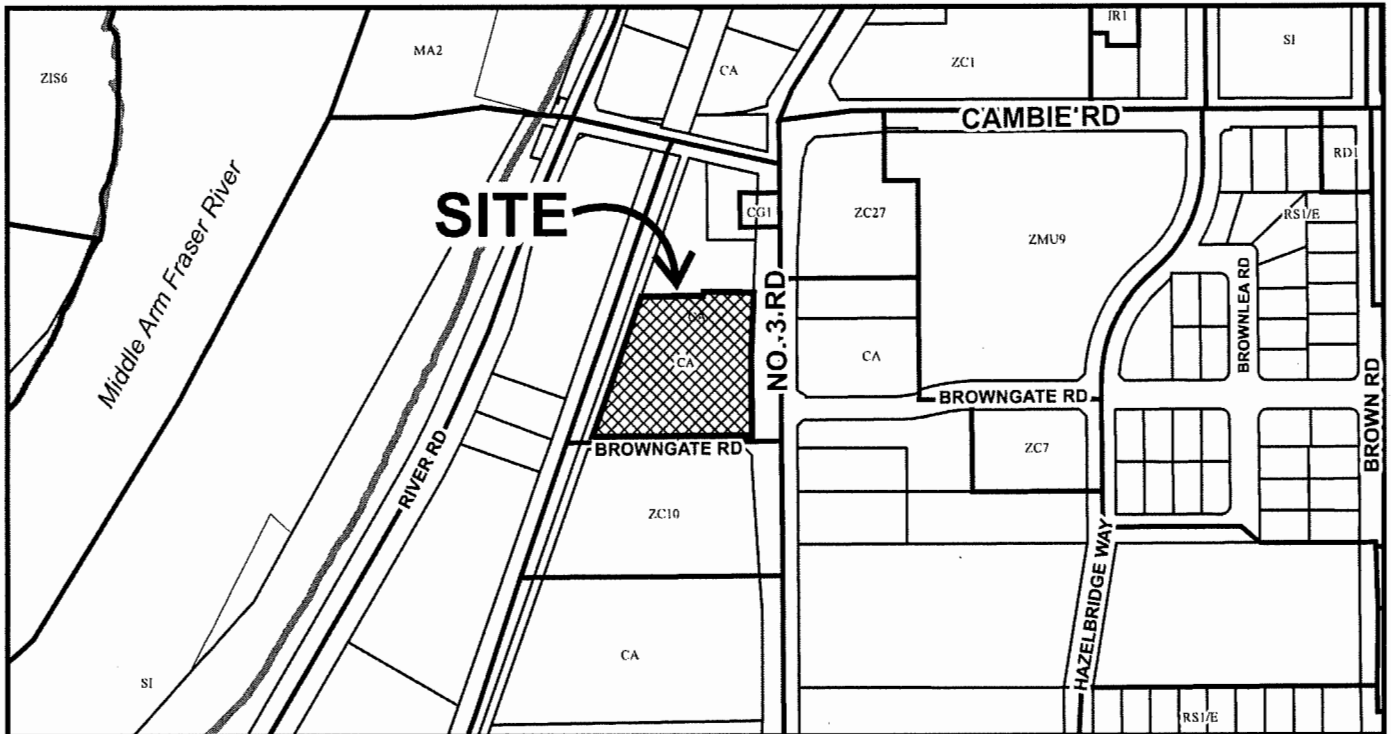 IR1
SI
MA2
ZIS6
ZC1
CA
CAMBIE RD
RD1
Middle Arm Fraser River
SITE
CG1
ZC27
RS1/E
ZMU9
BROWNLEA RD
NO. 3 RD
CA
CA
BROWNGATE RD
BROWN RD
BROWNGATE RD
ZC7
RIVER RD
ZC10
HAZELBRIDGE WAY
CA
SI
RS1/E